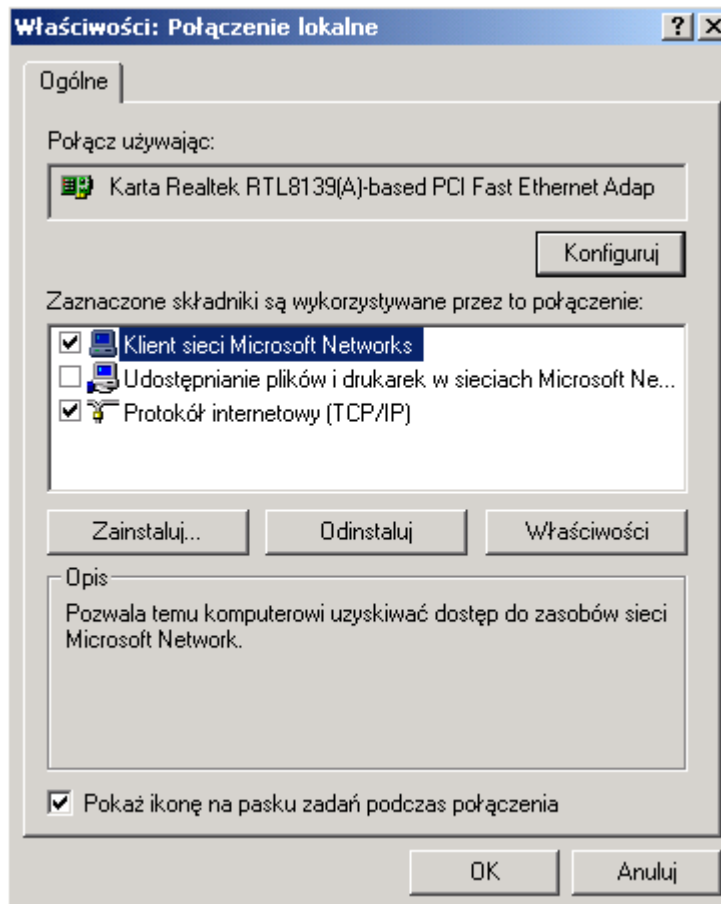 Właściwości: Połączenie lokalne
Ogólne
Połącz używając:
Karta Realtek RTL8139(A)-based PCI Fast Ethernet Adap
Konfiguruj
Zaznaczone składniki są wykorzystywane przez to połączenie:
Klient sieci Microsoft Networks
Udostępnianie plików i drukarek w sieciach Microsoft Ne...
Protokół internetowy (TCP/IP)
Zainstaluj... Odinstaluj Właściwości
Opis
Pozwala temu komputerowi uzyskiwać dostęp do zasobów sieci
Microsoft Network.
Pokaż ikonę na pasku zadań podczas połączenia
OK Anuluj